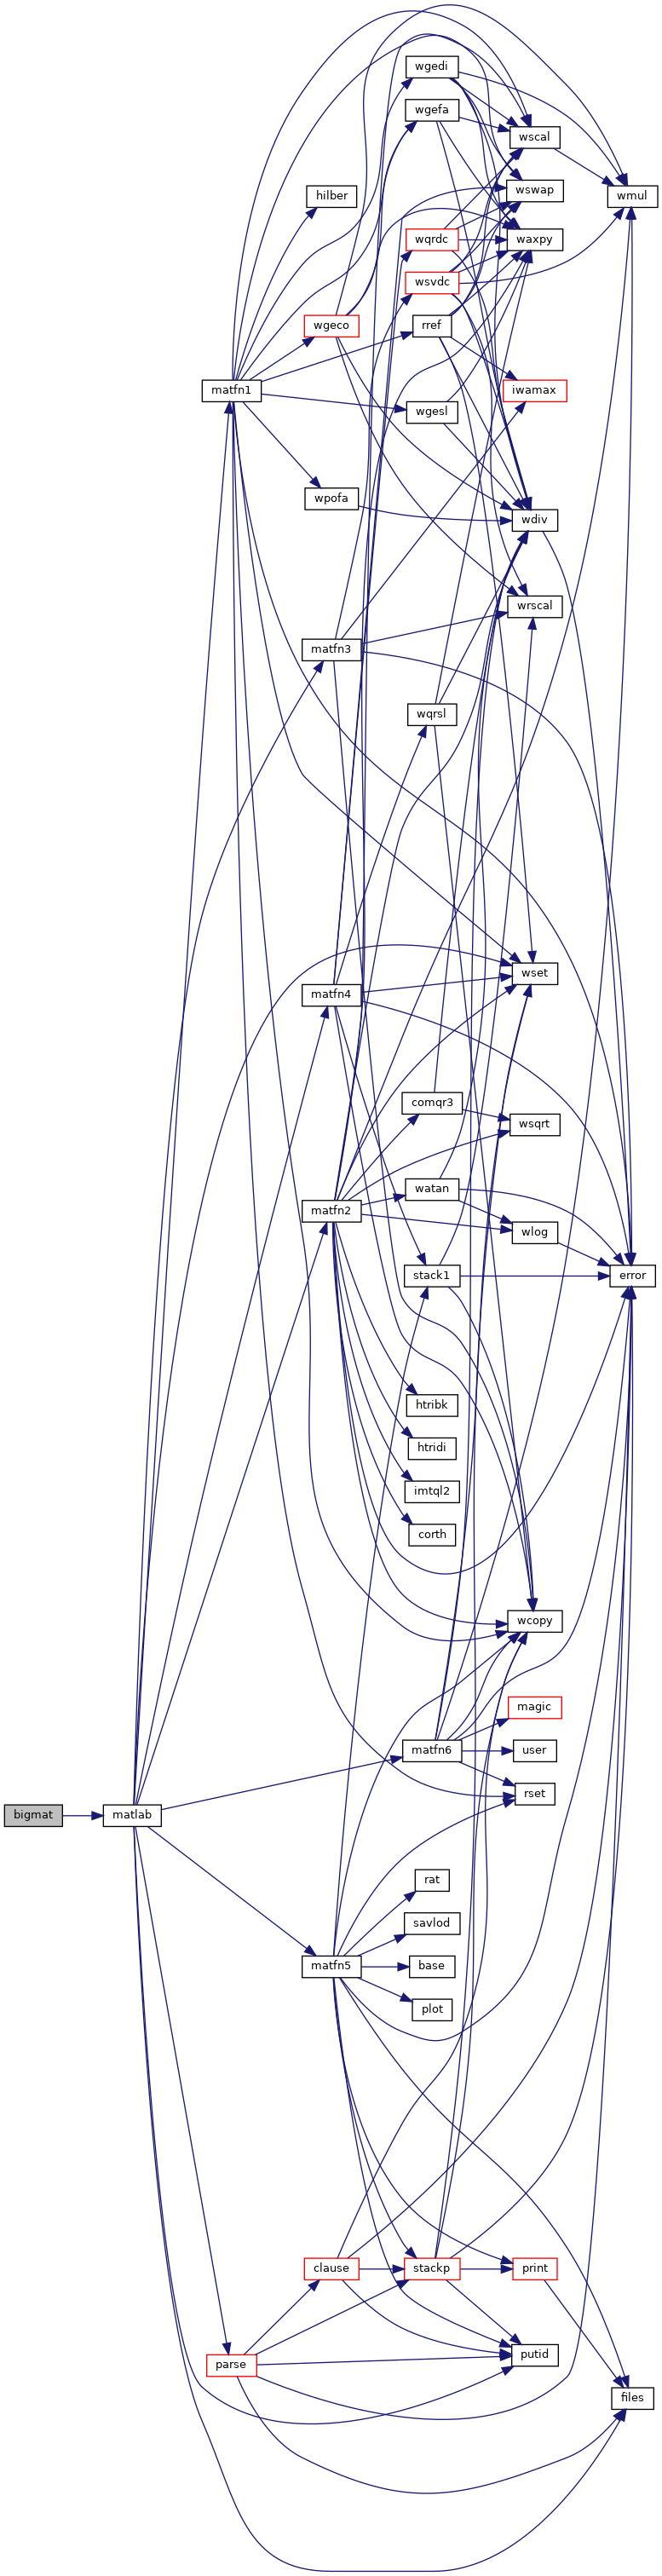 wgedi
wgefa
wscal
hilber
wswap
wmul
wqrdc
waxpy
wsvdc
wgeco
rref
matfn1
iwamax
wgesl
wpofa
wdiv
wrscal
matfn3
wqrsl
wset
matfn4
comqr3
wsqrt
watan
matfn2
wlog
stack1
error
htribk
htridi
imtql2
corth
wcopy
magic
matfn6
user
rset
bigmat
matlab
rat
savlod
matfn5
base
plot
clause
stackp
print
putid
parse
files